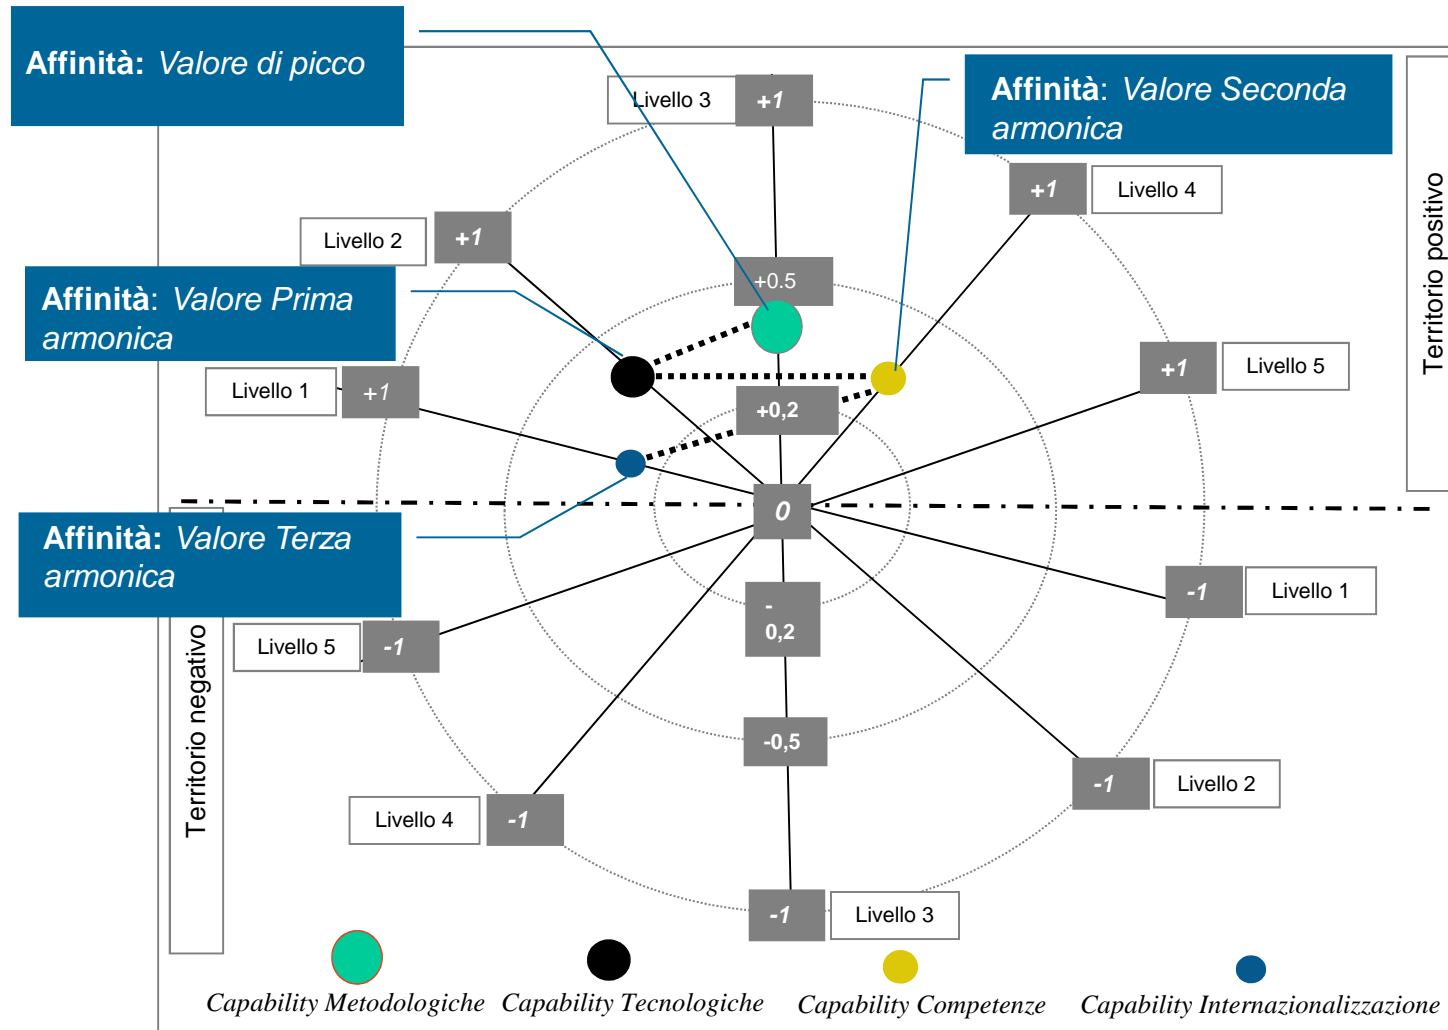 Affinità: Valore di picco
Livello 3
+1
Affinità: Valore Seconda
armonica
Territorio positivo
+1
Livello 4
Livello 2
+1
+0.5
Affinità: Valore Prima
armonica
Livello 1
+1
+1
Livello 5
+0,2
0
Affinità: Valore Terza
armonica
Territorio negativo
-
0,2
-1
Livello 1
Livello 5
-1
-0,5
-1
Livello 2
Livello 4
-1
-1
Livello 3
Capability Metodologiche
Capability Tecnologiche
Capability Competenze
Capability Internazionalizzazione